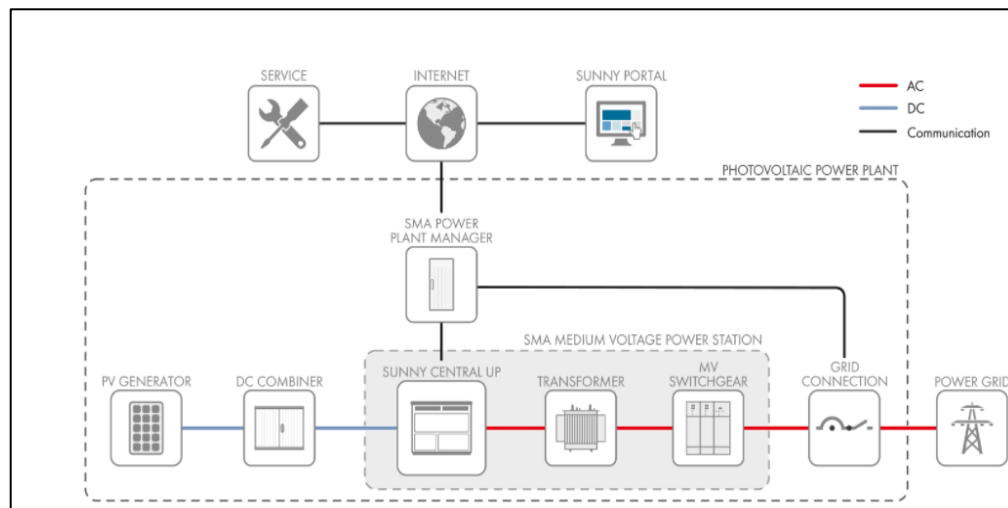 SERVICE
INTERNET
SUNNY PORTAL
AC
DC
Communication
PHOTOVOLTAIC POWER PLANT
SMA POWER
PLANT MANAGER
SMA MEDIUM VOLTAGE POWER STATION
PV GENERATOR
DC COMBINER
SUNNY CENTRAL UP
TRANSFORMER
MV
SWITCHGEAR
GRID
CONNECTION
POWER GRID